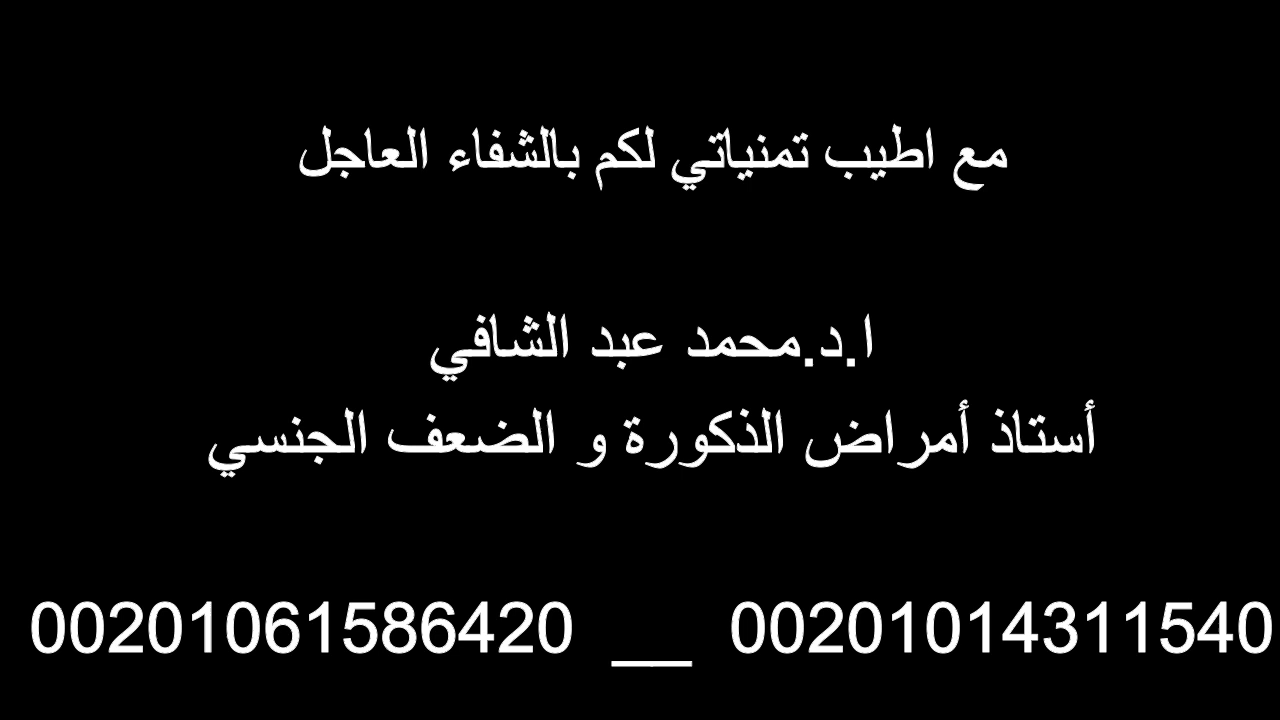 مع اطيب تمنياتي لكم بالشفاء العاجل
ا.د.محمد عبد الشافي
أستاذ أمراض الذكورة و الضعف الجنسي
00201061586420 __ 00201014311540